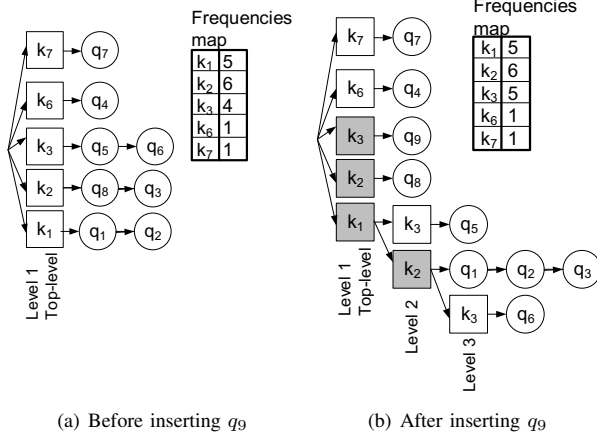 Frequencies
map
k1 5
k2 6
k3 4
k6 1
k7 1
k7 q7
k6 q4
k3 q5 q6
k2 q8 q3
k1 q1 q2
Level 1
Top-level
(a) Before inserting q9
Frequencies
map
k1 5
k2 6
k3 5
k6 1
k7 1
k7 q7
k6 q4
k3 q9
k2 q8
k1 k3 q5
k2 q1 q2 q3
k3 q6
Level 1
Top-level
Level 2
Level 3
(b) After inserting q9